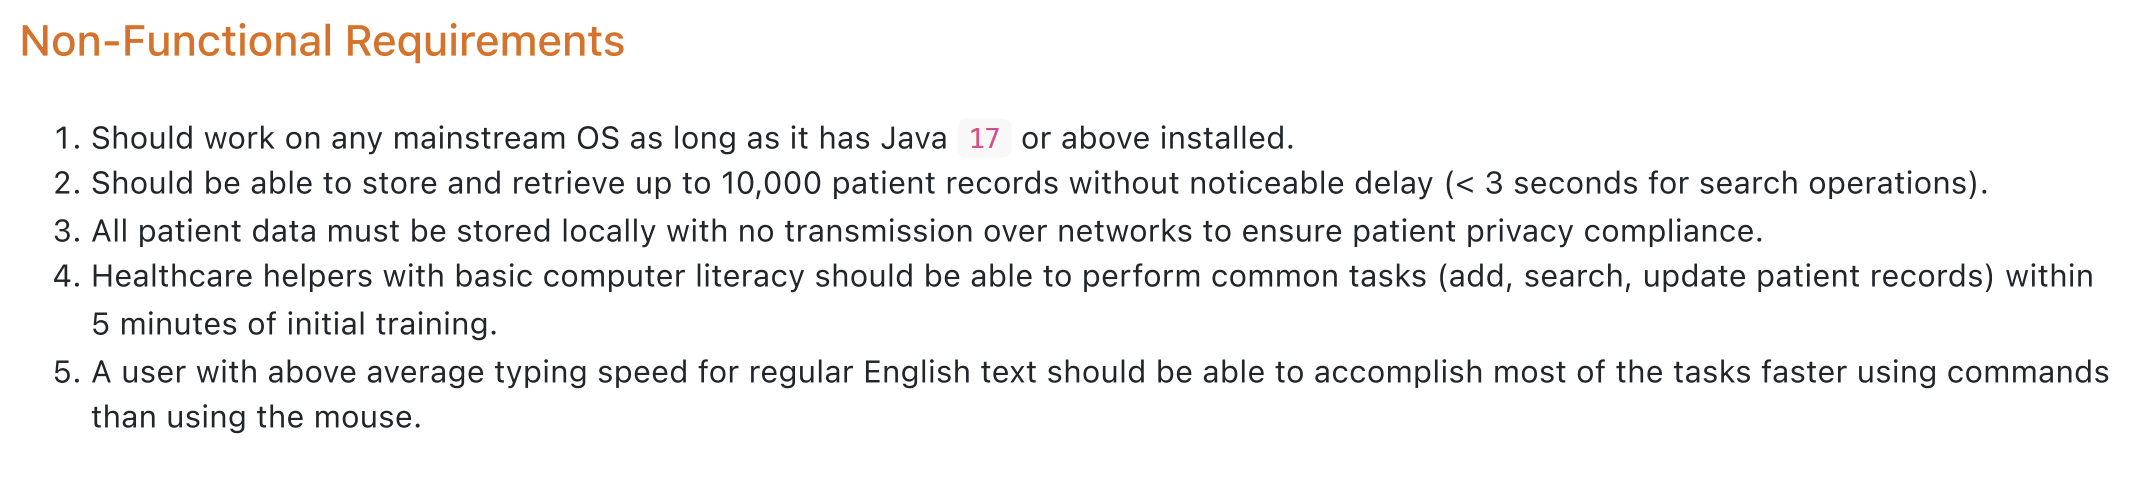 Non-Functional Requirements
1. Should work on any mainstream OS as long as it has Java 17 or above installed.
2. Should be able to store and retrieve up to 10,000 patient records without noticeable delay (< 3 seconds for search operations).
3. All patient data must be stored locally with no transmission over networks to ensure patient privacy compliance.
4. Healthcare helpers with basic computer literacy should be able to perform common tasks (add, search, update patient records) within
5 minutes of initial training.
5. A user with above average typing speed for regular English text should be able to accomplish most of the tasks faster using commands
than using the mouse.